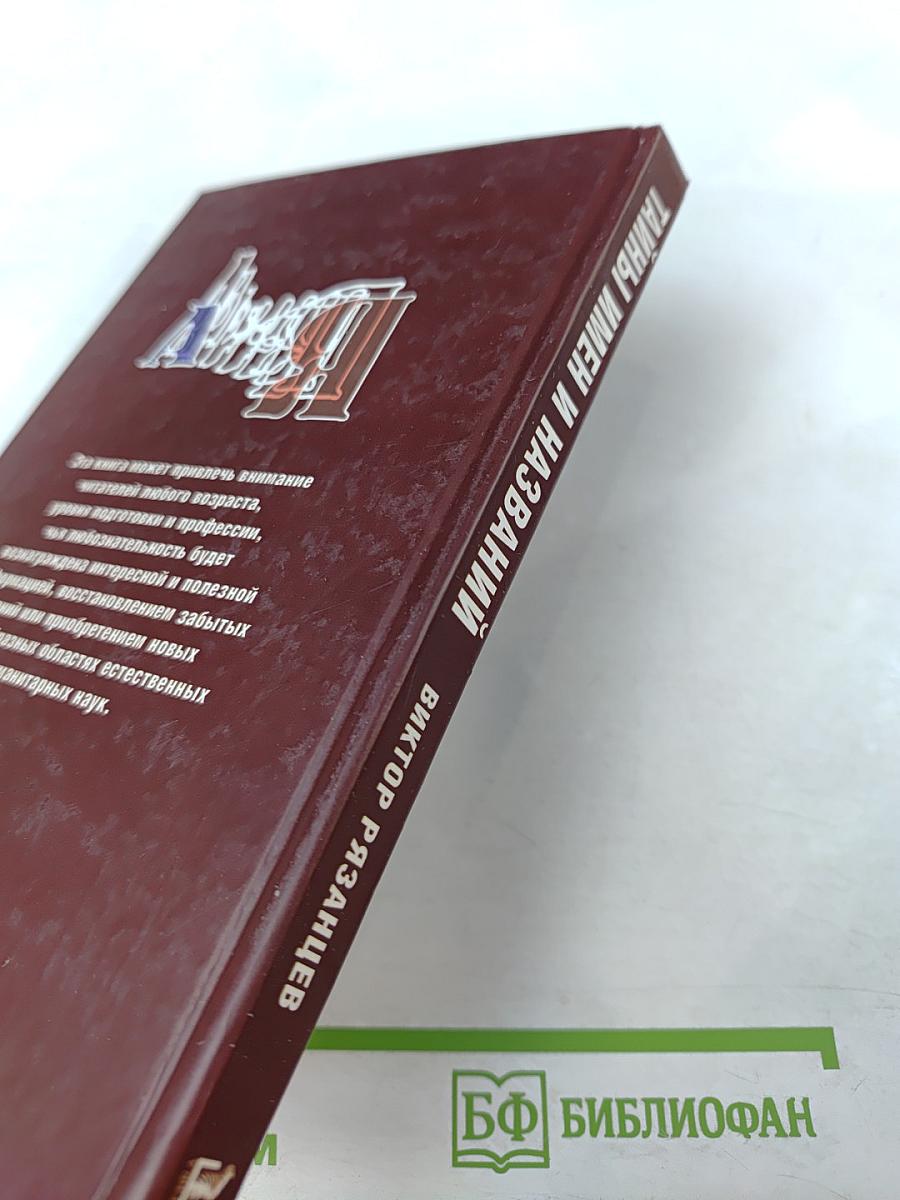 Эта книга может привлечь внимание
читателей любого возраста,
уровня подготовки и профессии,
чья любознательность будет
вознаграждена интересной и полезной
восстановлением забытых
или приобретением новых
разных областях естественных
наук.
ТАЙНЫ ИМЕН И НАЗВАНИЙ
ВИКТОР РЯЗАНЦЕВ
БФ БИБЛИОФАН